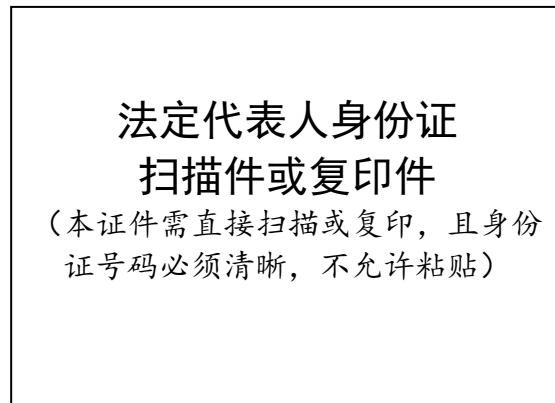 法定代表人身份证
扫描件或复印件
（本证件需直接扫描或复印，且身份
证号码必须清晰，不允许粘贴）